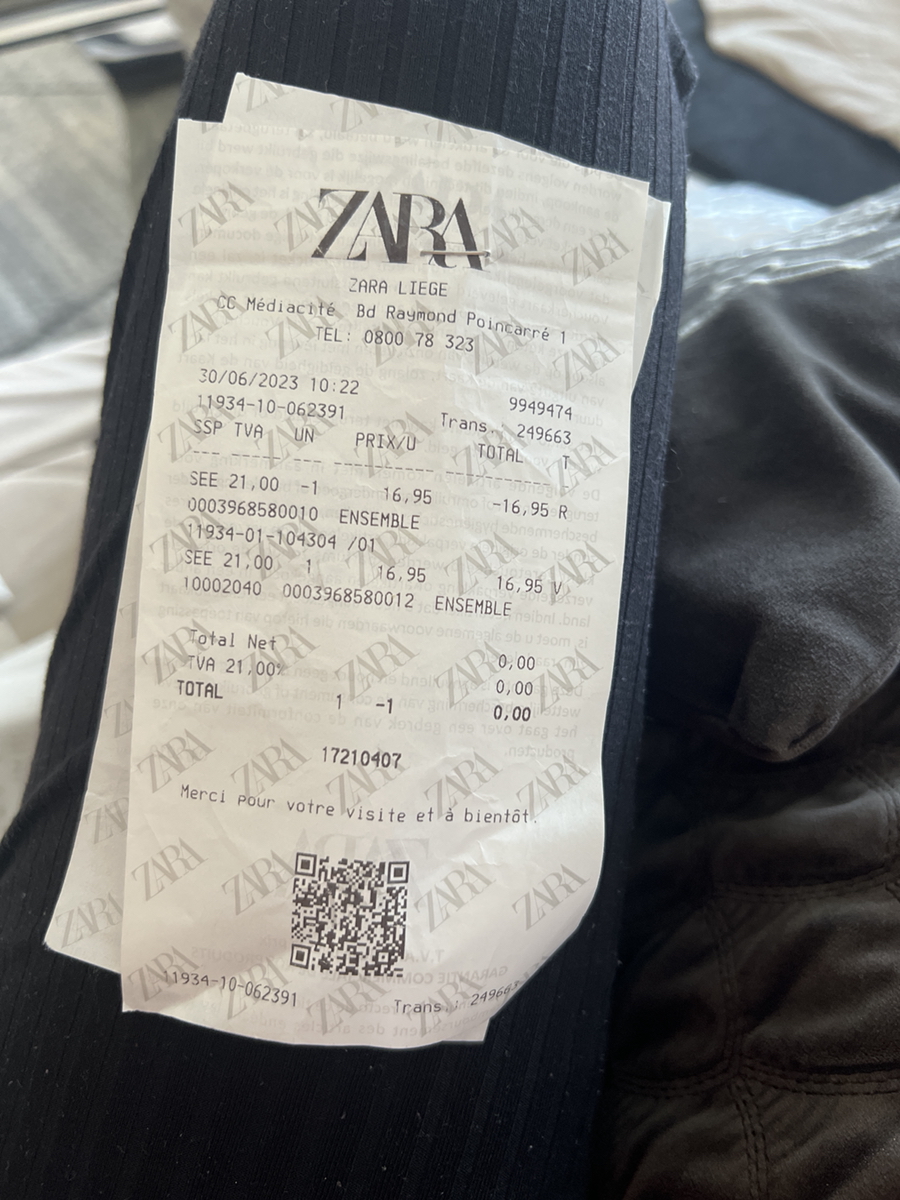 ZARA
ZARA LIEGE
CC Médiacité Bd Raymond Poincarré 1
TEL: 0800 78 323
30/06/2023 10:22 9949474
11934-10-062391 Trans.: 249663
SSP TVA UN PRIX/U TOTAL T
SEE 21,00 -1 16,95 -16,95 R
0003968580010 ENSEMBLE
11934-01-104304 /01
SEE 21,00 1 16,95 16,95 V
10002040 0003968580012 ENSEMBLE
Total Net 0,00
TVA 21,00% 0,00
TOTAL 1 -1 0,00
17210407
Merci pour votre visite et à bientôt.
11934-10-062391 Trans.: 249663